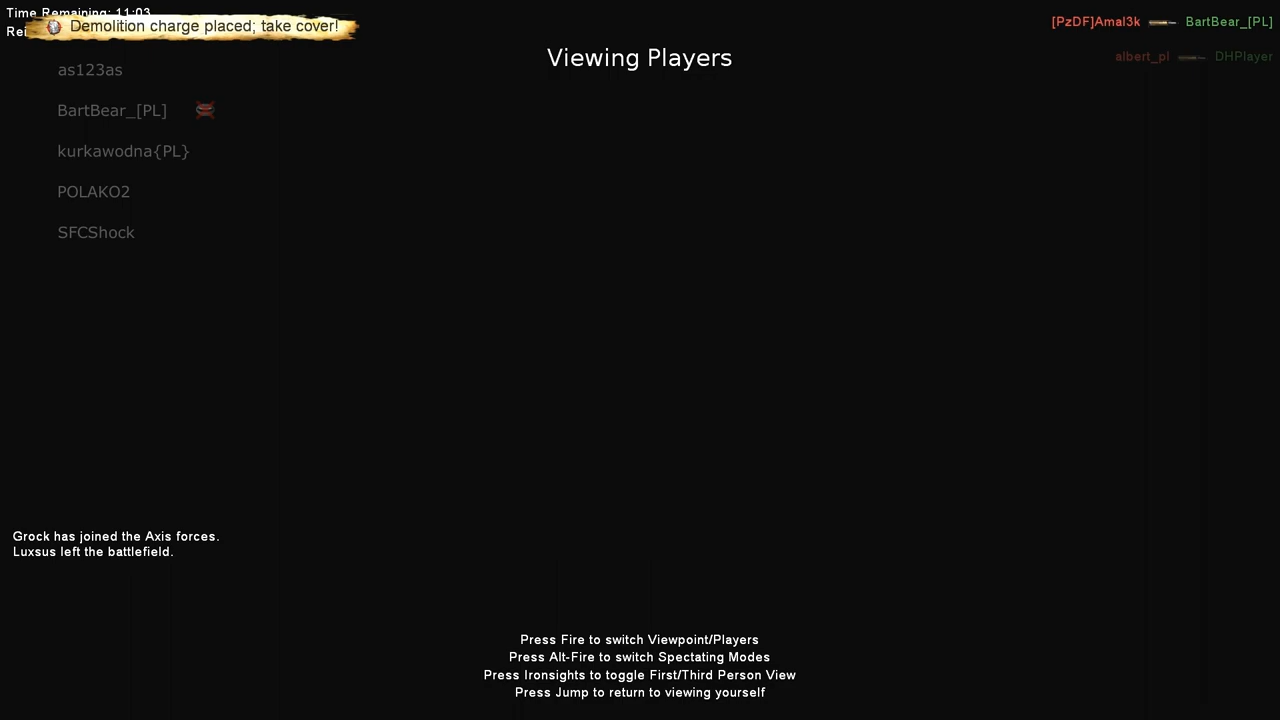 Time Remaining: 11:03
Demolition charge placed; take cover!
[PzDF]Amal3k BartBear_[PL]
albert_pl DHPlayer
Viewing Players
as123as
BartBear_[PL]
kurkawodna{PL}
POLAKO2
SFCShock
Grock has joined the Axis forces.
Luxsus left the battlefield.
Press Fire to switch Viewpoint/Players
Press Alt-Fire to switch Spectating Modes
Press Ironsights to toggle First/Third Person View
Press Jump to return to viewing yourself